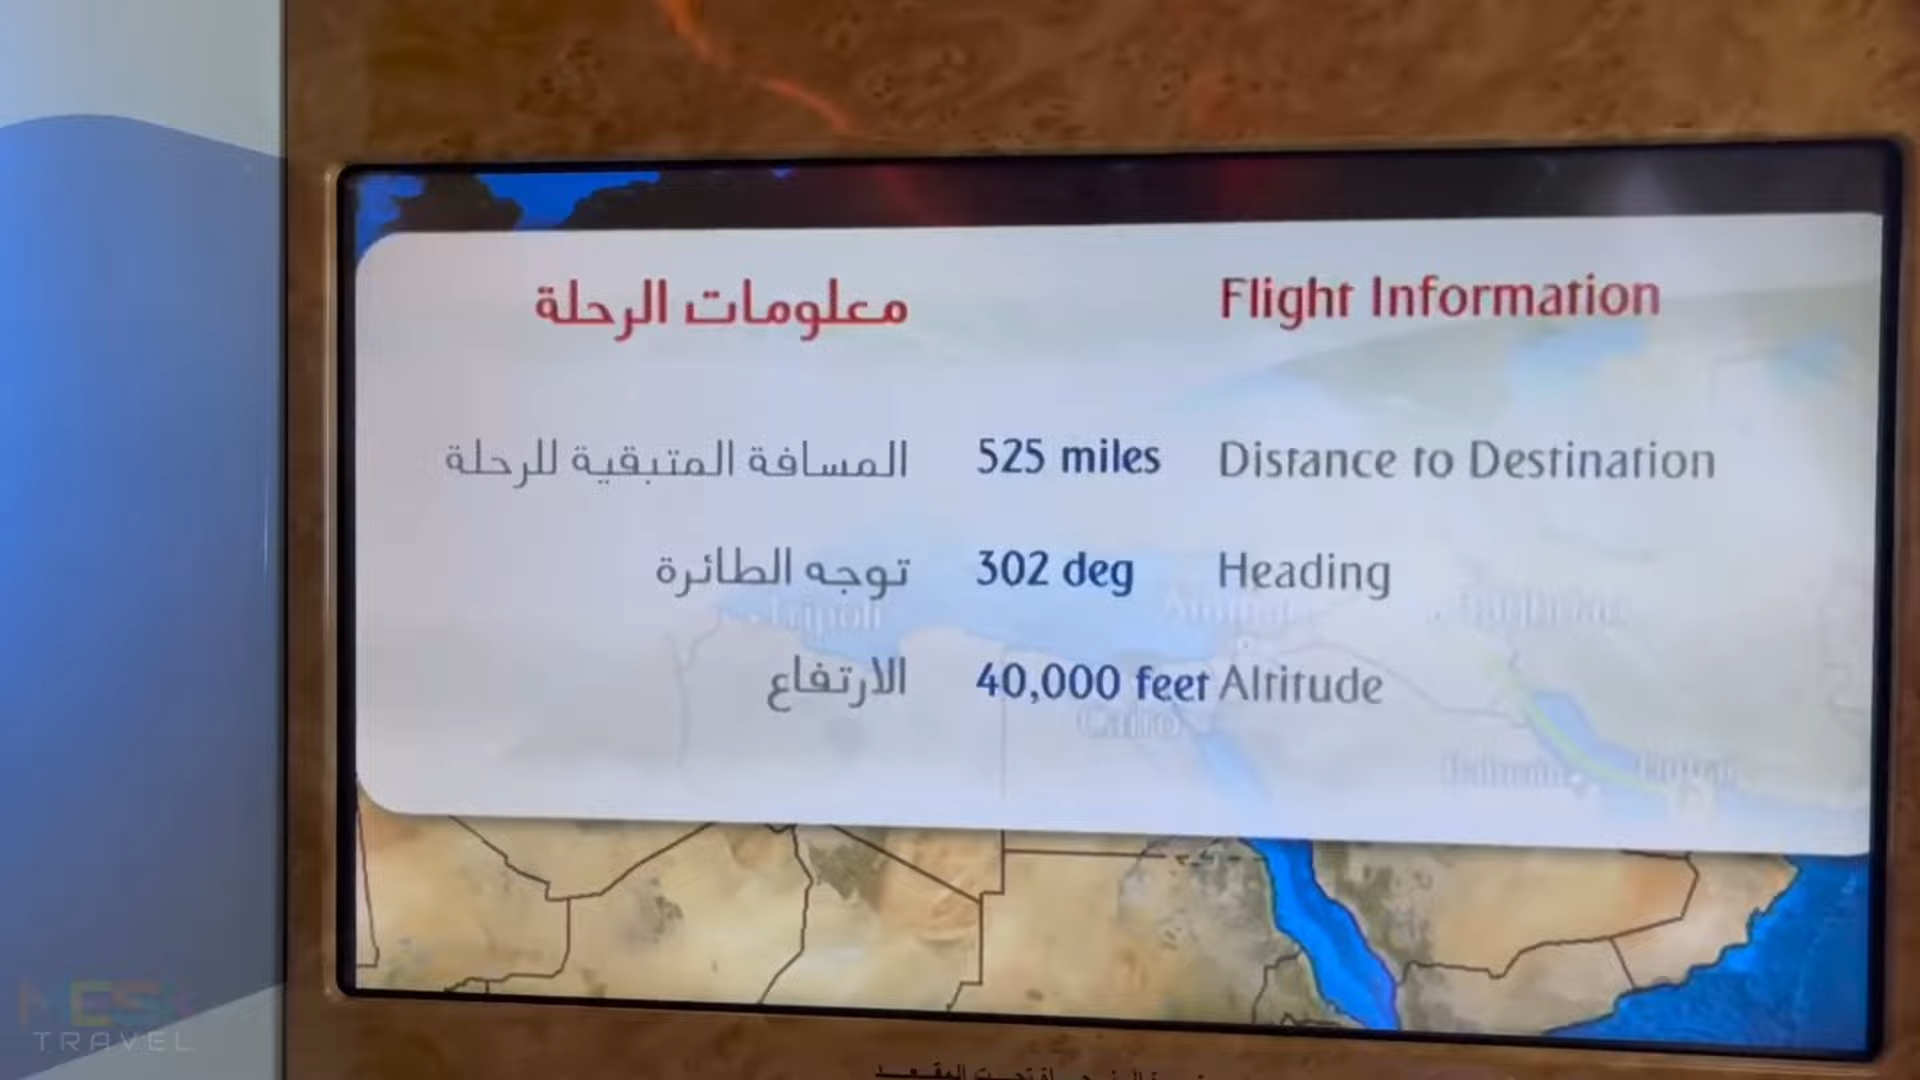 معلومات الرحلة Flight Information
المسافة المتبقية للرحلة 525 miles Distance to Destination
توجه الطائرة 302 deg Heading
Tripoli
الارتفاع 40,000 feet Altitude
Cairo
TRAVEL